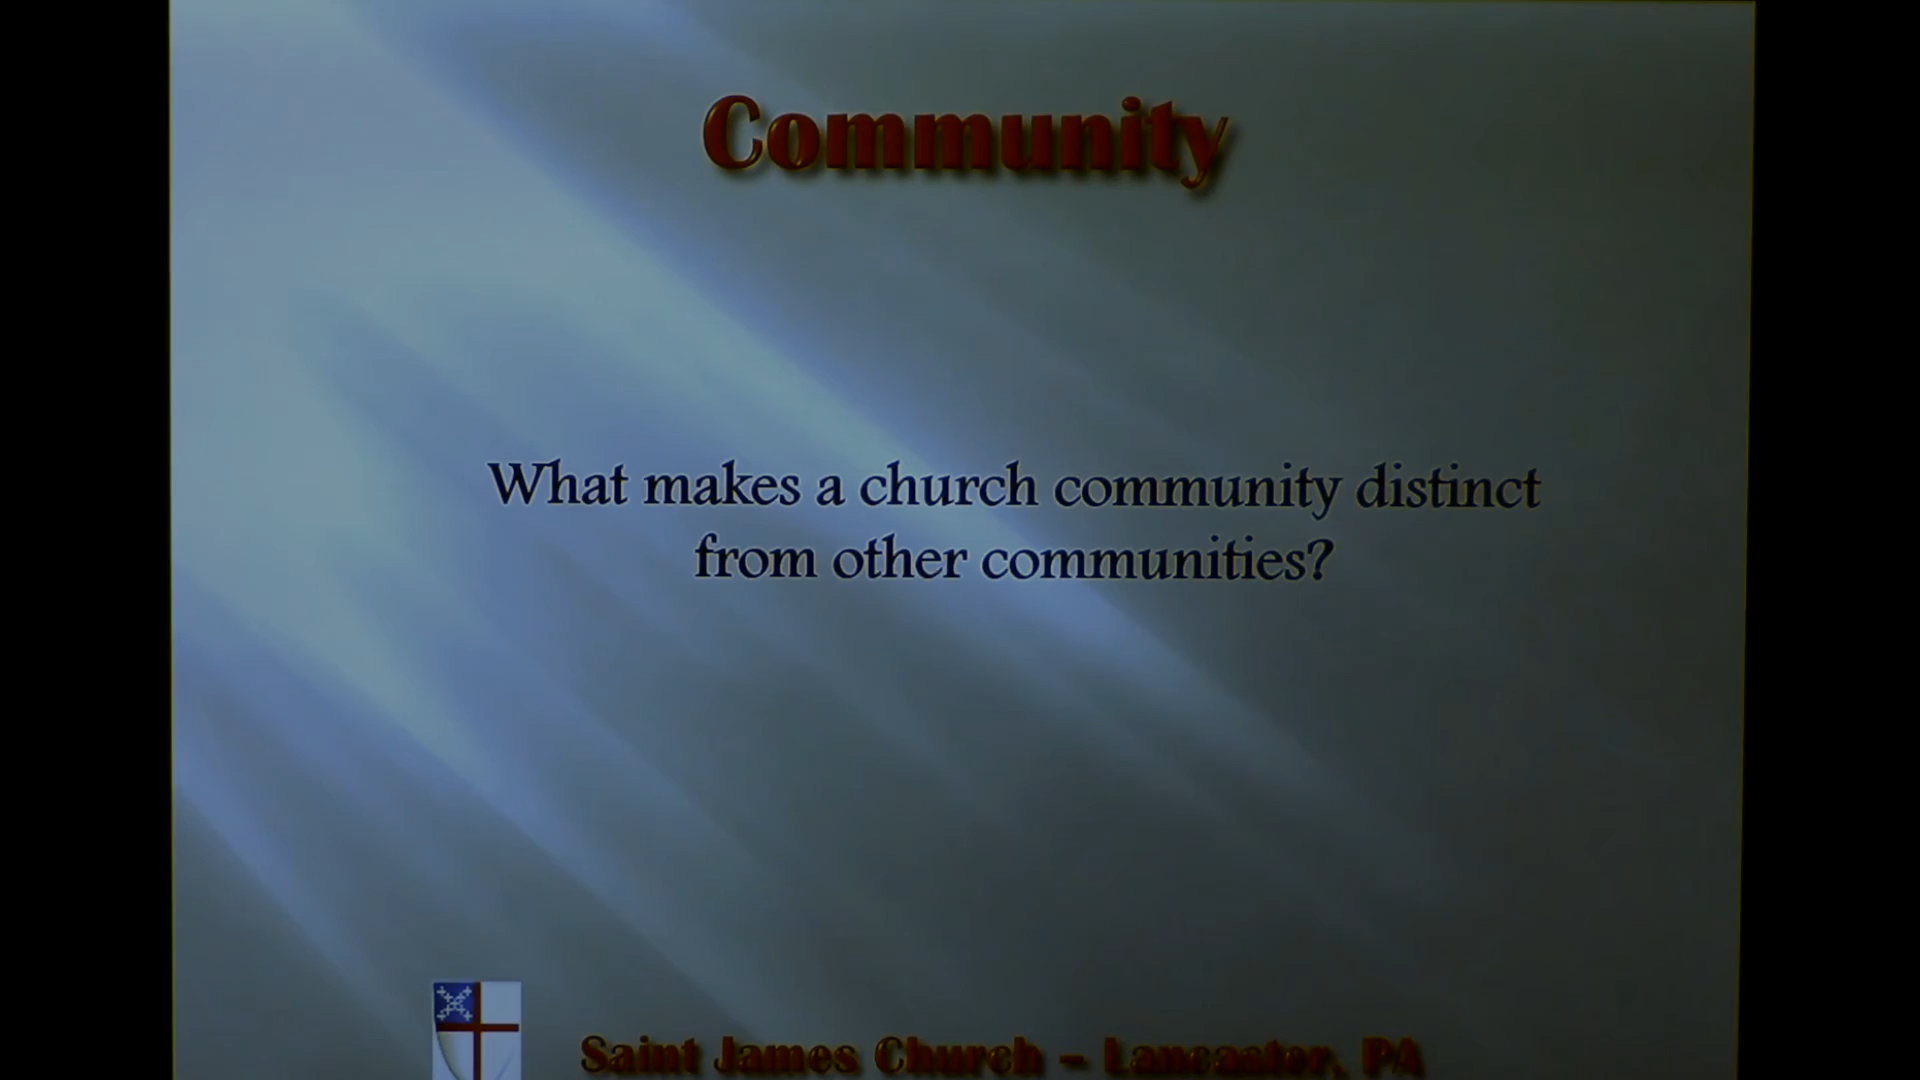 Community
What makes a church community distinct
from other communities?
Saint James Church – Lancaster, PA